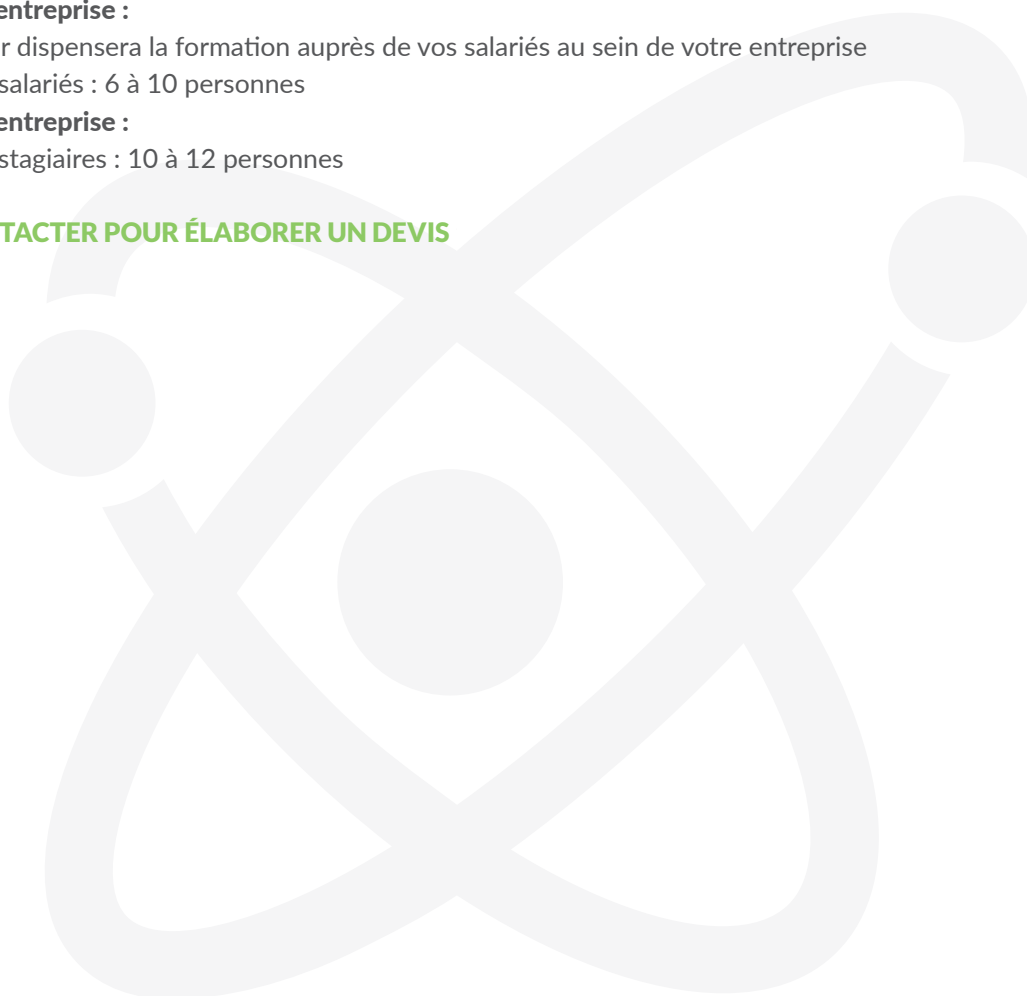 entreprise :
r dispensera la formation auprès de vos salariés au sein de votre entreprise
salariés : 6 à 10 personnes
entreprise :
stagiaires : 10 à 12 personnes
TACTER POUR ÉLABORER UN DEVIS